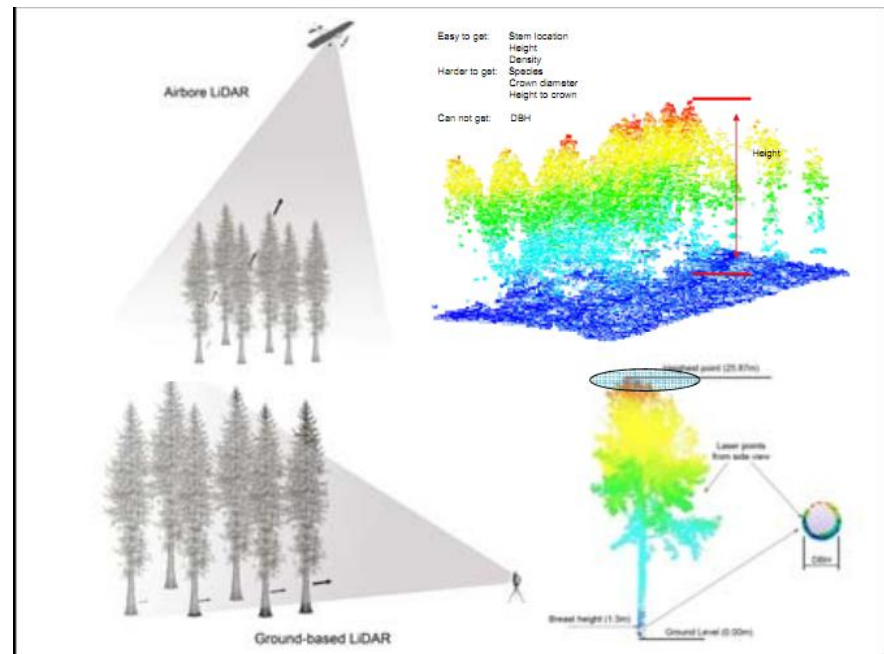 Easy to get: Stem location
Height
Density
Harder to get: Species
Crown diameter
Height to crown
Can not get: DBH
Airbore LiDAR
Height
Highest point (25.87m)
Laser points
from side view
DBH
Breast height (1.3m)
Ground Level (0.00m)
Ground-based LiDAR